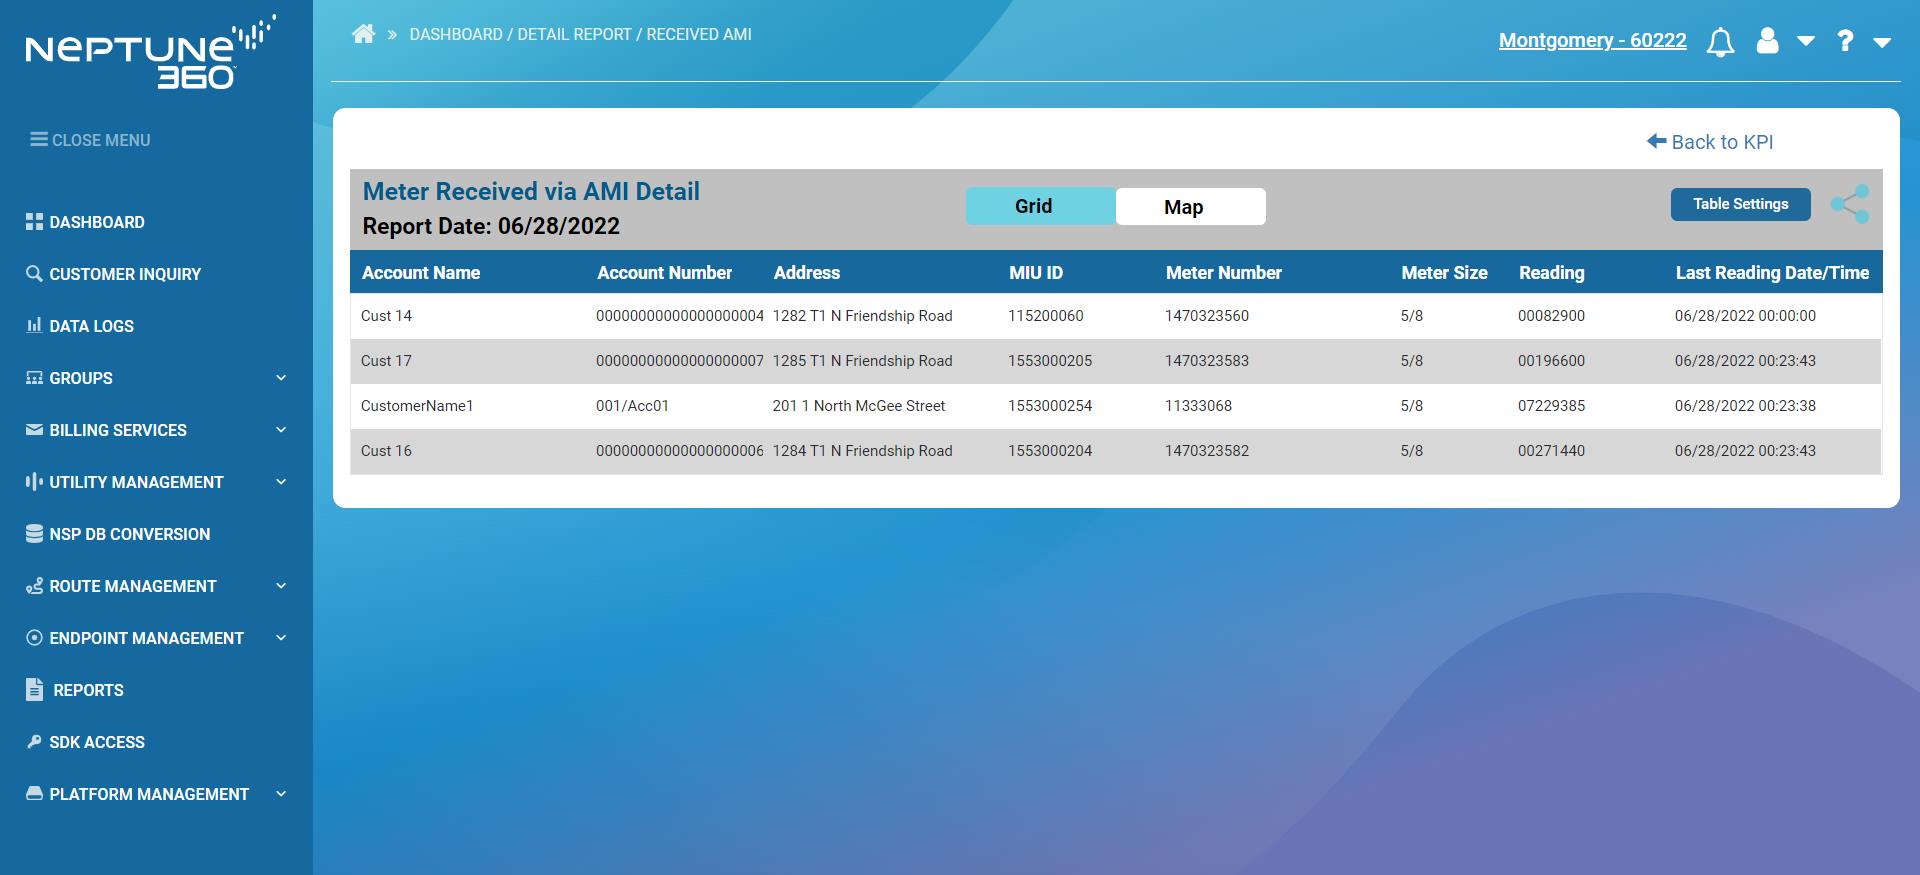 NEPTUNE
360
CLOSE MENU
DASHBOARD
CUSTOMER INQUIRY
DATA LOGS
GROUPS
BILLING SERVICES
UTILITY MANAGEMENT
NSP DB CONVERSION
ROUTE MANAGEMENT
ENDPOINT MANAGEMENT
REPORTS
SDK ACCESS
PLATFORM MANAGEMENT
» DASHBOARD / DETAIL REPORT / RECEIVED AMI
Montgomery - 60222 ?
Back to KPI
Meter Received via AMI Detail
Report Date: 06/28/2022
Grid Map
Table Settings
Account Name Account Number Address MIU ID Meter Number Meter Size Reading Last Reading Date/Time
Cust 14 00000000000000000004 1282 T1 N Friendship Road 115200060 1470323560 5/8 00082900 06/28/2022 00:00:00
Cust 17 00000000000000000007 1285 T1 N Friendship Road 1553000205 1470323583 5/8 00196600 06/28/2022 00:23:43
CustomerName1 001/Acc01 201 1 North McGee Street 1553000254 11333068 5/8 07229385 06/28/2022 00:23:38
Cust 16 00000000000000000006 1284 T1 N Friendship Road 1553000204 1470323582 5/8 00271440 06/28/2022 00:23:43